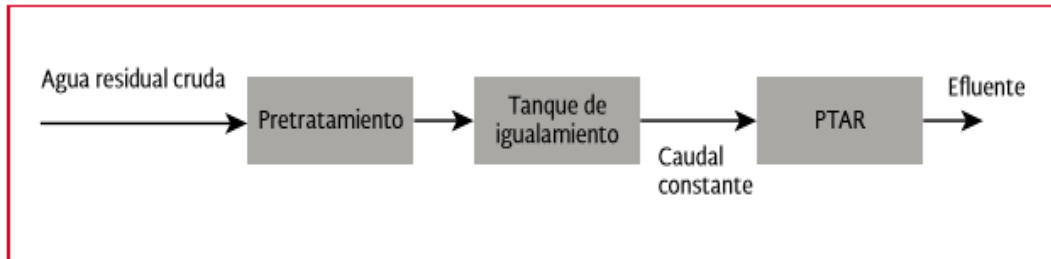 Agua residual cruda
Pretratamiento
Tanque de
igualamiento
Caudal
constante
PTAR
Efluente